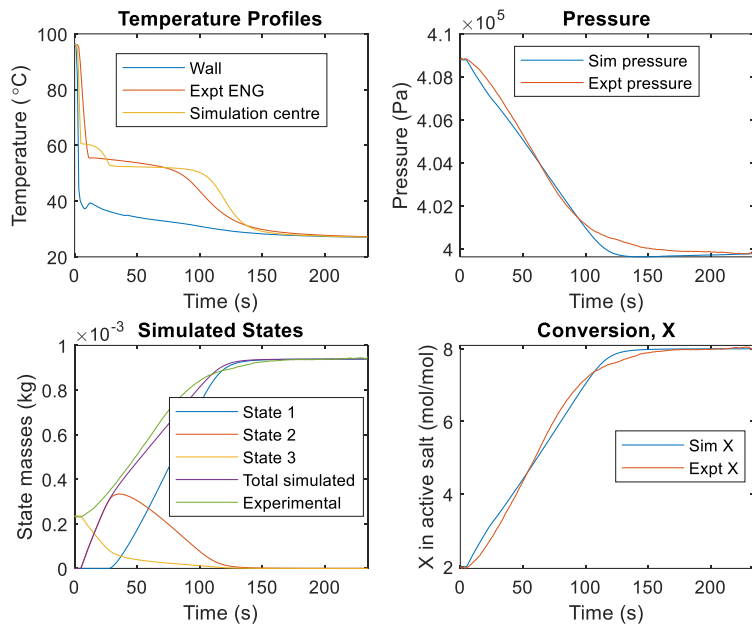 Temperature Profiles
100
80
60
40
20
Temperature (°C)
Wall
Expt ENG
Simulation centre
0
50
100
150
200
Time (s)
Pressure
×10⁵
4.1
4.08
4.06
4.04
4.02
4
Pressure (Pa)
Sim pressure
Expt pressure
0
50
100
150
200
Time (s)
Simulated States
×10⁻³
1
0.8
0.6
0.4
0.2
0
State masses (kg)
State 1
State 2
State 3
Total simulated
Experimental
0
50
100
150
200
Time (s)
Conversion, X
8
6
4
2
X in active salt (mol/mol)
Sim X
Expt X
0
50
100
150
200
Time (s)